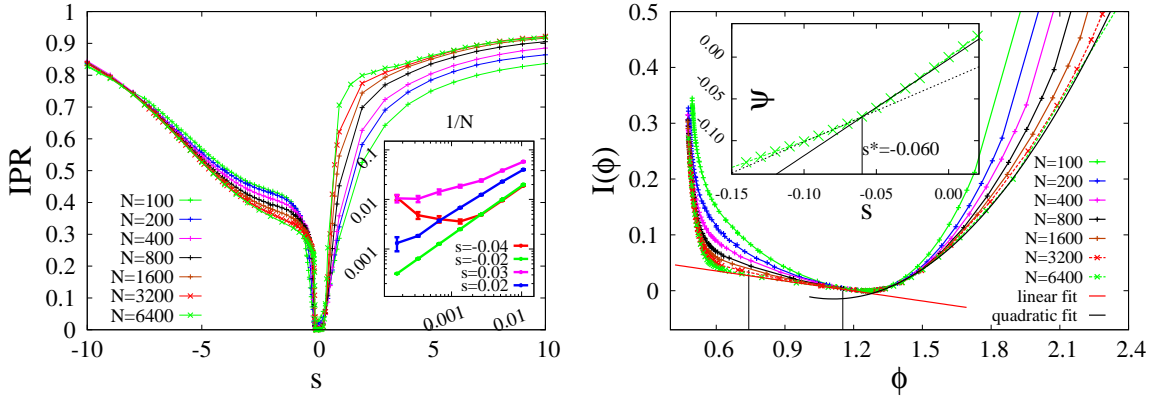 IPR
1
0.9
0.8
0.7
0.6
0.5
0.4
0.3
0.2
0.1
0
-10
-5
0
5
10
s
N=100
N=200
N=400
N=800
N=1600
N=3200
N=6400
1/N
0.1
0.01
0.001
0.001
0.01
s=-0.04
s=-0.02
s=0.03
s=0.02
I(ϕ)
0.5
0.4
0.3
0.2
0.1
0
0.6
0.9
1.2
1.5
1.8
2.1
2.4
ϕ
ψ
0.00
-0.05
-0.10
-0.15
-0.10
-0.05
0.00
s
s*=-0.060
N=100
N=200
N=400
N=800
N=1600
N=3200
N=6400
linear fit
quadratic fit